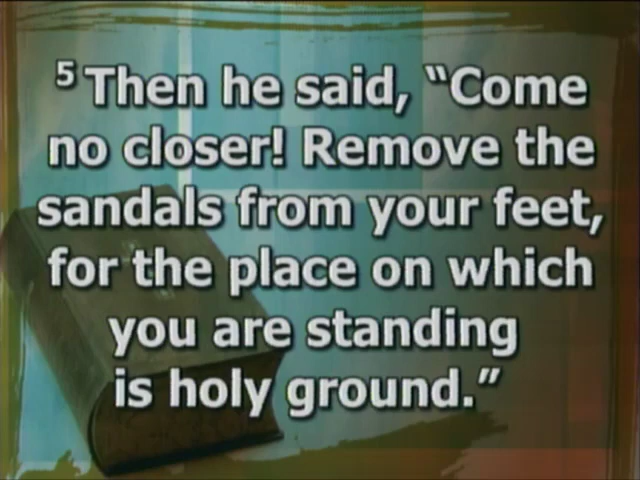 5 Then he said, “Come
no closer! Remove the
sandals from your feet,
for the place on which
you are standing
is holy ground.”